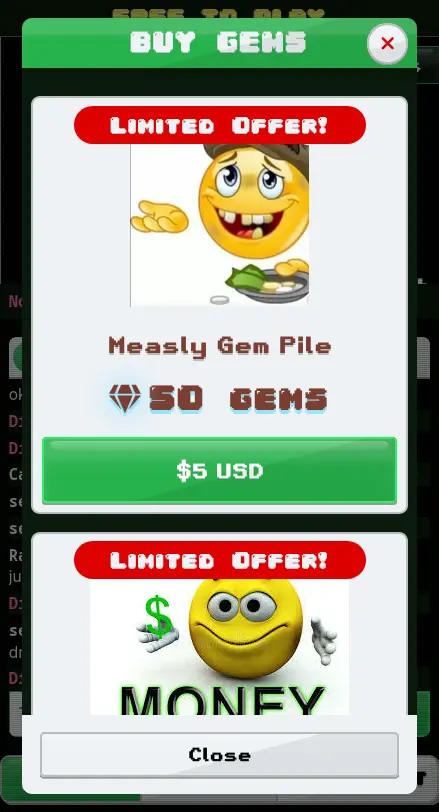 FREE TO PLAY
BUY GEMS
Limited Offer!
Measly Gem Pile
50 GEMS
$5 USD
Limited Offer!
MONEY
Close